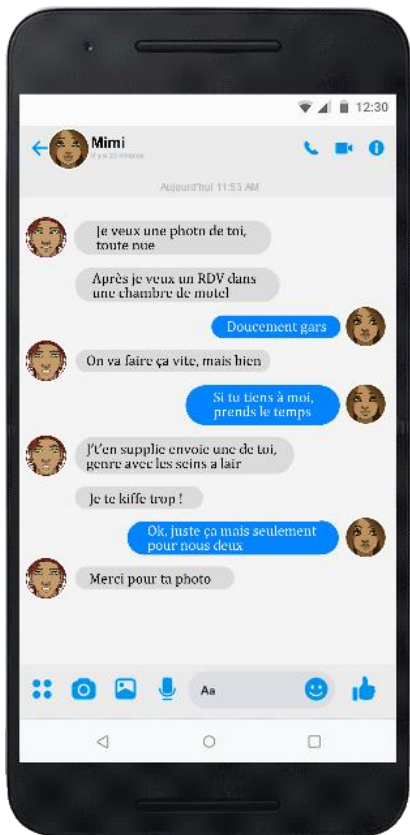 12:30
Mimi
Il y a 23 minutes
Aujourd'hui 11:53 AM
Je veux une photo de toi,
toute nue
Après je veux un RDV dans
une chambre de motel
Doucement gars
On va faire ça vite, mais bien
Si tu tiens à moi,
prends le temps
J't'en supplie envoie une de toi,
genre avec les seins a lair
Je te kiffe trop !
Ok, juste ça mais seulement
pour nous deux
Merci pour ta photo
Aa